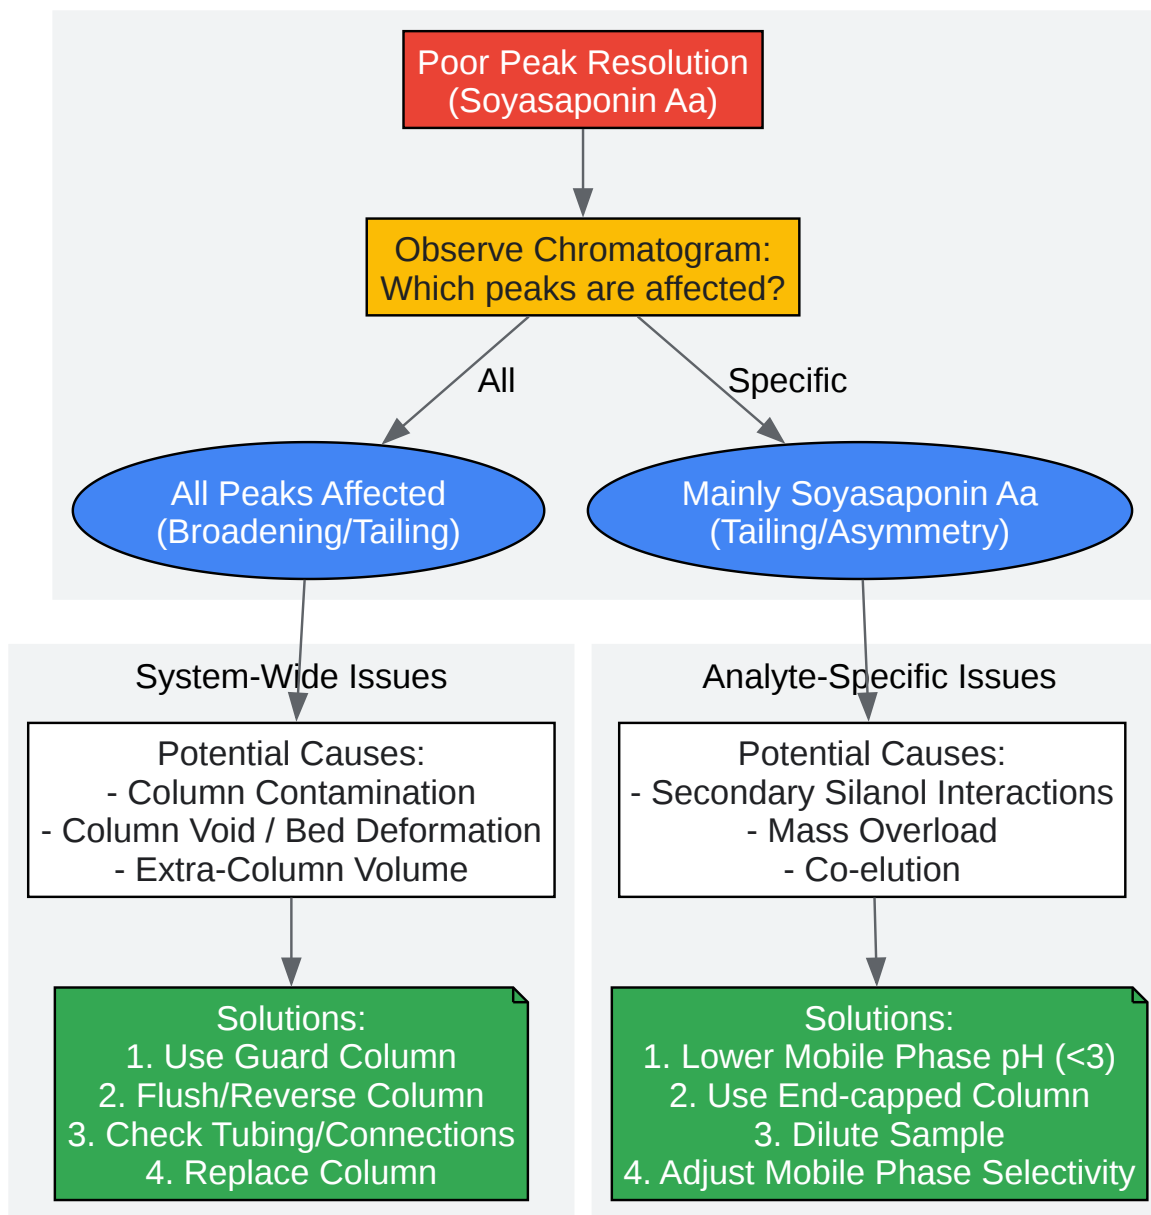 Poor Peak Resolution
(Soyasaponin Aa)
Observe Chromatogram:
Which peaks are affected?
All
Specific
All Peaks Affected
(Broadening/Tailing)
Mainly Soyasaponin Aa
(Tailing/Asymmetry)
System-Wide Issues
Potential Causes:
- Column Contamination
- Column Void / Bed Deformation
- Extra-Column Volume
Solutions:
1. Use Guard Column
2. Flush/Reverse Column
3. Check Tubing/Connections
4. Replace Column
Analyte-Specific Issues
Potential Causes:
- Secondary Silanol Interactions
- Mass Overload
- Co-elution
Solutions:
1. Lower Mobile Phase pH (<3)
2. Use End-capped Column
3. Dilute Sample
4. Adjust Mobile Phase Selectivity